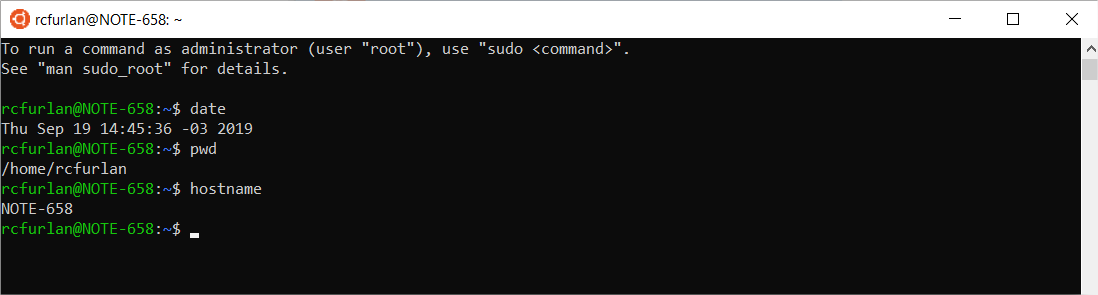 rcfurlan@NOTE-658: ~
To run a command as administrator (user "root"), use "sudo <command>".
See "man sudo_root" for details.
rcfurlan@NOTE-658:~$ date
Thu Sep 19 14:45:36 -03 2019
rcfurlan@NOTE-658:~$ pwd
/home/rcfurlan
rcfurlan@NOTE-658:~$ hostname
NOTE-658
rcfurlan@NOTE-658:~$